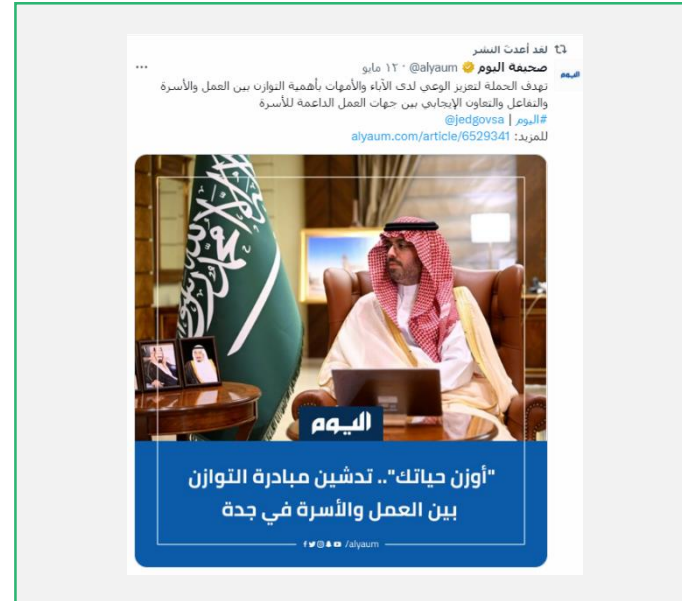 لقد أعدت النشر
صحيفة اليوم @alyaum · ١٢ مايو
تهدف الحملة لتعزيز الوعي لدى الآباء والأمهات بأهمية التوازن بين العمل والأسرة
والتفاعل والتعاون الإيجابي بين جهات العمل الداعمة للأسرة
#اليوم | @jedgovsa
للمزيد: alyaum.com/article/6529341
اليوم
"أوزن حياتك".. تدشين مبادرة التوازن
بين العمل والأسرة في جدة
/alyaum